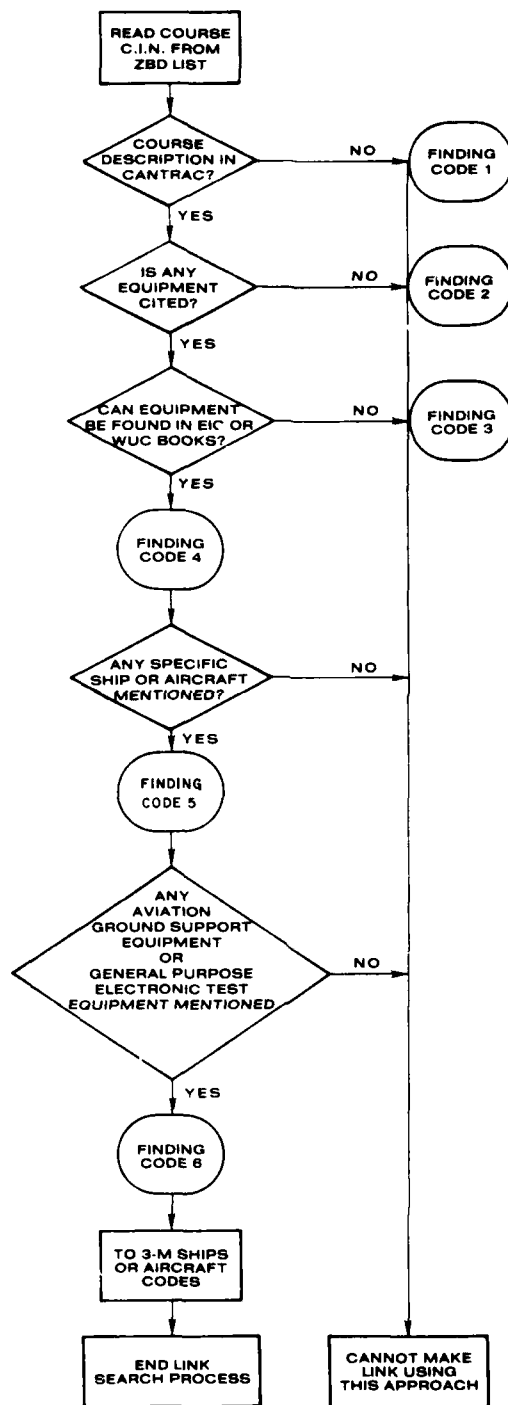 READ COURSE
C.I.N. FROM
ZBD LIST
COURSE
DESCRIPTION IN
CANTRAC?
NO
FINDING
CODE 1
YES
IS ANY
EQUIPMENT
CITED?
NO
FINDING
CODE 2
YES
CAN EQUIPMENT
BE FOUND IN EIC OR
WUC BOOKS?
NO
FINDING
CODE 3
YES
FINDING
CODE 4
ANY SPECIFIC
SHIP OR AIRCRAFT
MENTIONED?
NO
YES
FINDING
CODE 5
ANY
AVIATION
GROUND SUPPORT
EQUIPMENT
OR
GENERAL PURPOSE
ELECTRONIC TEST
EQUIPMENT MENTIONED
NO
YES
FINDING
CODE 6
TO 3-M SHIPS
OR AIRCRAFT
CODES
END LINK
SEARCH PROCESS
CANNOT MAKE
LINK USING
THIS APPROACH